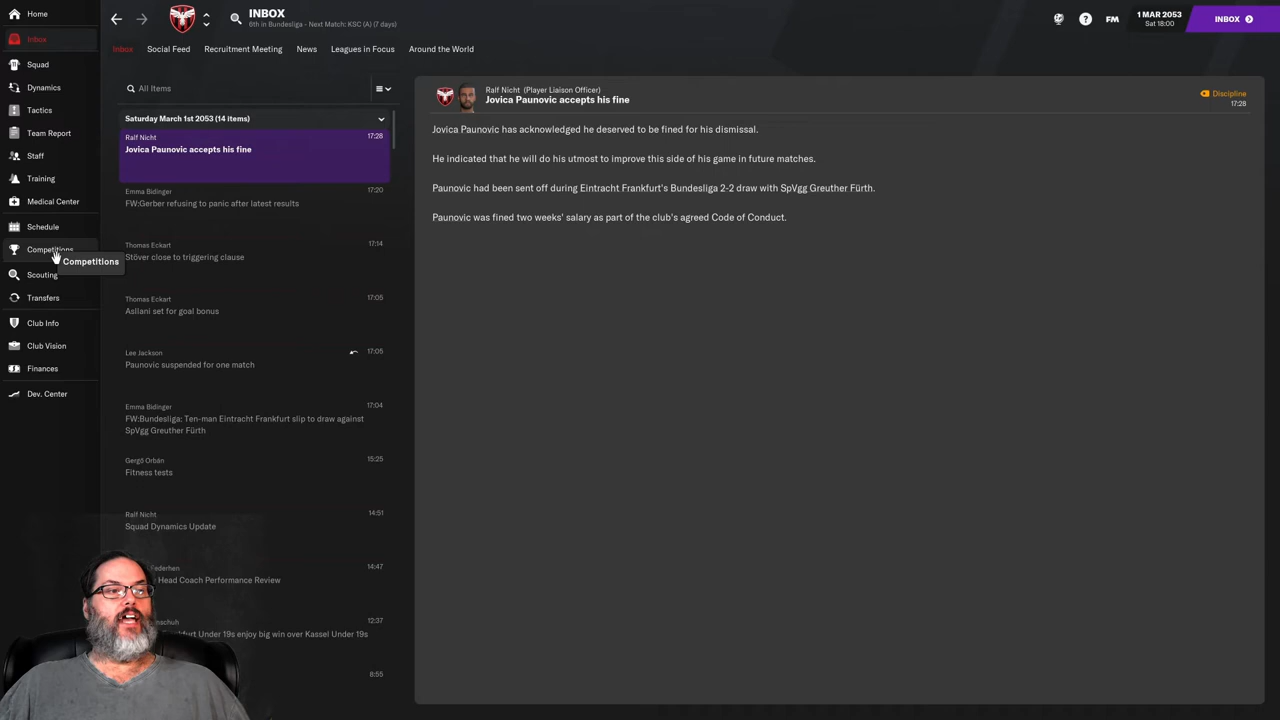 Home
INBOX
6th in Bundesliga - Next Match: KSC (A) (7 days)
FM
1 MAR 2053
Sat 18:00
INBOX
Inbox
Squad
Dynamics
Tactics
Team Report
Staff
Training
Medical Center
Schedule
Competitions
Competitions
Scouting
Transfers
Club Info
Club Vision
Finances
Dev. Center
Inbox
Social Feed
Recruitment Meeting
News
Leagues in Focus
Around the World
All Items
Saturday March 1st 2053 (14 items)
Ralf Nicht
17:28
Jovica Paunovic accepts his fine
Emma Bidinger
17:20
FW:Gerber refusing to panic after latest results
Thomas Eckart
17:14
Stöver close to triggering clause
Thomas Eckart
17:05
Asllani set for goal bonus
Lee Jackson
17:05
Paunovic suspended for one match
Emma Bidinger
17:04
FW:Bundesliga: Ten-man Eintracht Frankfurt slip to draw against
SpVgg Greuther Fürth
Gergő Orbán
15:25
Fitness tests
Ralf Nicht
14:51
Squad Dynamics Update
14:47
Head Coach Performance Review
12:37
Under 19s enjoy big win over Kassel Under 19s
8:55
Ralf Nicht (Player Liaison Officer)
Jovica Paunovic accepts his fine
Discipline
17:28
Jovica Paunovic has acknowledged he deserved to be fined for his dismissal.
He indicated that he will do his utmost to improve this side of his game in future matches.
Paunovic had been sent off during Eintracht Frankfurt's Bundesliga 2-2 draw with SpVgg Greuther Fürth.
Paunovic was fined two weeks' salary as part of the club's agreed Code of Conduct.